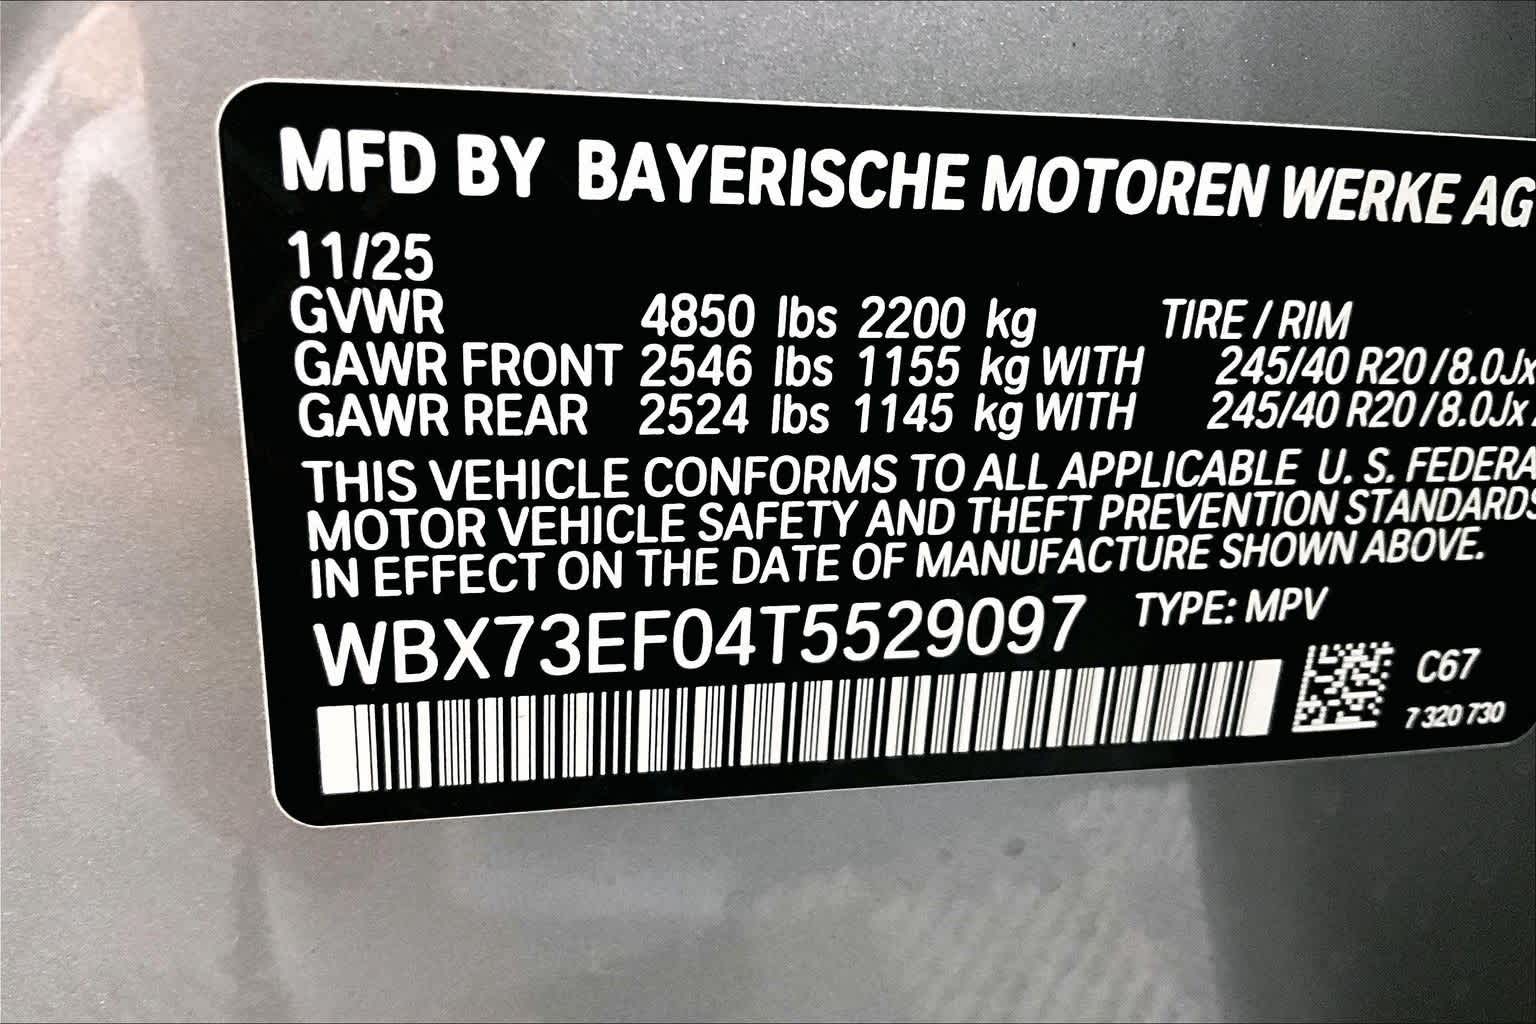 MFD BY BAYERISCHE MOTOREN WERKE AG
11/25
GVWR 4850 lbs 2200 kg TIRE / RIM
GAWR FRONT 2546 lbs 1155 kg WITH 245/40 R20 / 8.0Jx
GAWR REAR 2524 lbs 1145 kg WITH 245/40 R20 / 8.0Jx
THIS VEHICLE CONFORMS TO ALL APPLICABLE U. S. FEDERA
MOTOR VEHICLE SAFETY AND THEFT PREVENTION STANDARDS
IN EFFECT ON THE DATE OF MANUFACTURE SHOWN ABOVE.
WBX73EF04T5529097 TYPE: MPV
C67
7 320 730